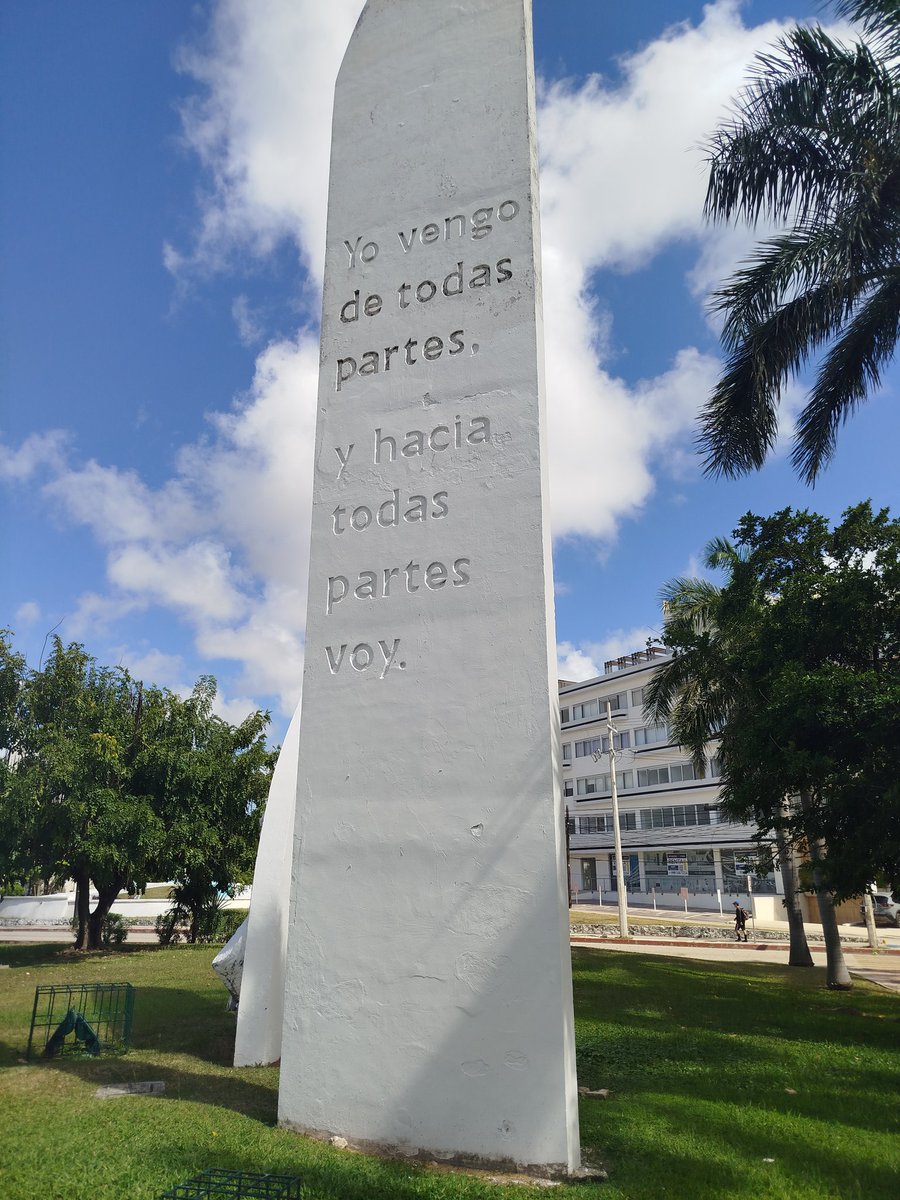 Yo vengo
de todas
partes,
y hacia
todas
partes
voy.